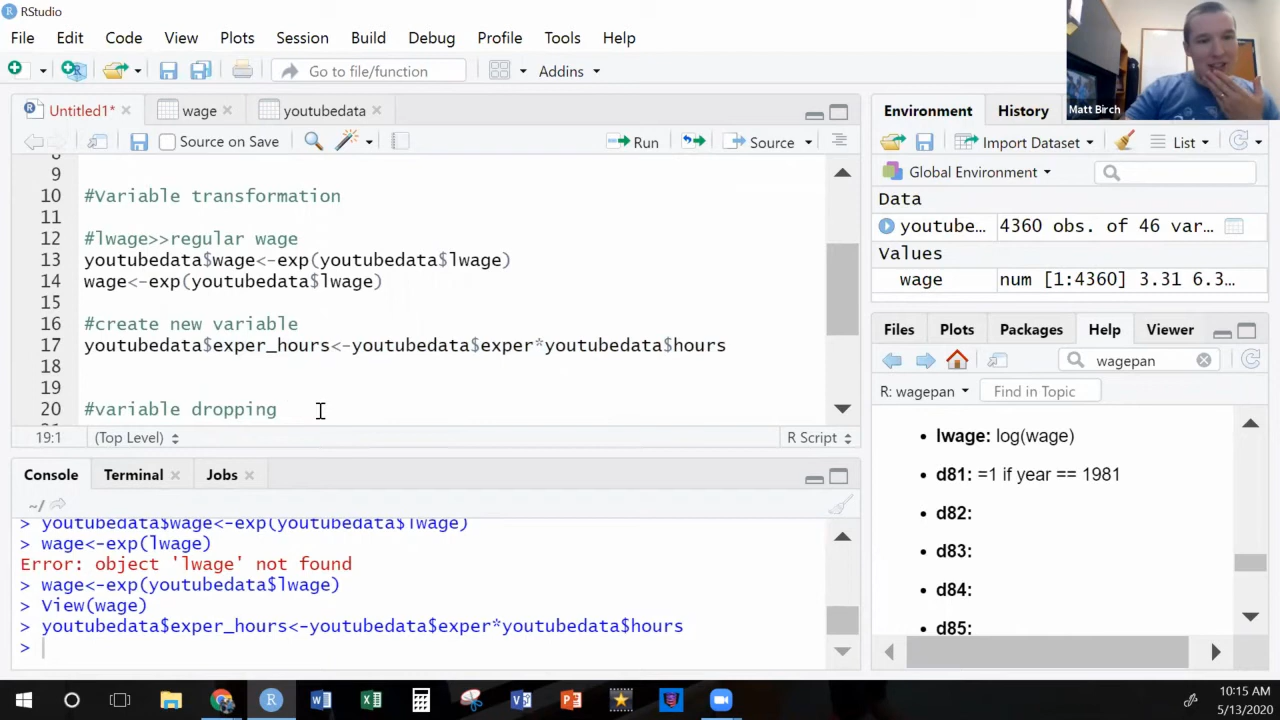 RStudio
File Edit Code View Plots Session Build Debug Profile Tools Help
Go to file/function Addins
Matt Birch
Untitled1* wage youtubedata
Source on Save Run Source
9
10 #Variable transformation
11
12 #lwage>>regular wage
13 youtubedata$wage<-exp(youtubedata$lwage)
14 wage<-exp(youtubedata$lwage)
15
16 #create new variable
17 youtubedata$exper_hours<-youtubedata$exper*youtubedata$hours
18
19
20 #variable dropping
19:1 (Top Level) R Script
Console Terminal Jobs
~/
> youtubedata$wage<-exp(youtubedata$lwage)
> wage<-exp(lwage)
Error: object 'lwage' not found
> wage<-exp(youtubedata$lwage)
> View(wage)
> youtubedata$exper_hours<-youtubedata$exper*youtubedata$hours
>
Environment History
Import Dataset List
Global Environment
Data
youtube… 4360 obs. of 46 var…
Values
wage num [1:4360] 3.31 6.3…
Files Plots Packages Help Viewer
wagepan
R: wagepan Find in Topic
• lwage: log(wage)
• d81: =1 if year == 1981
• d82:
• d83:
• d84:
• d85:
10:15 AM
5/13/2020